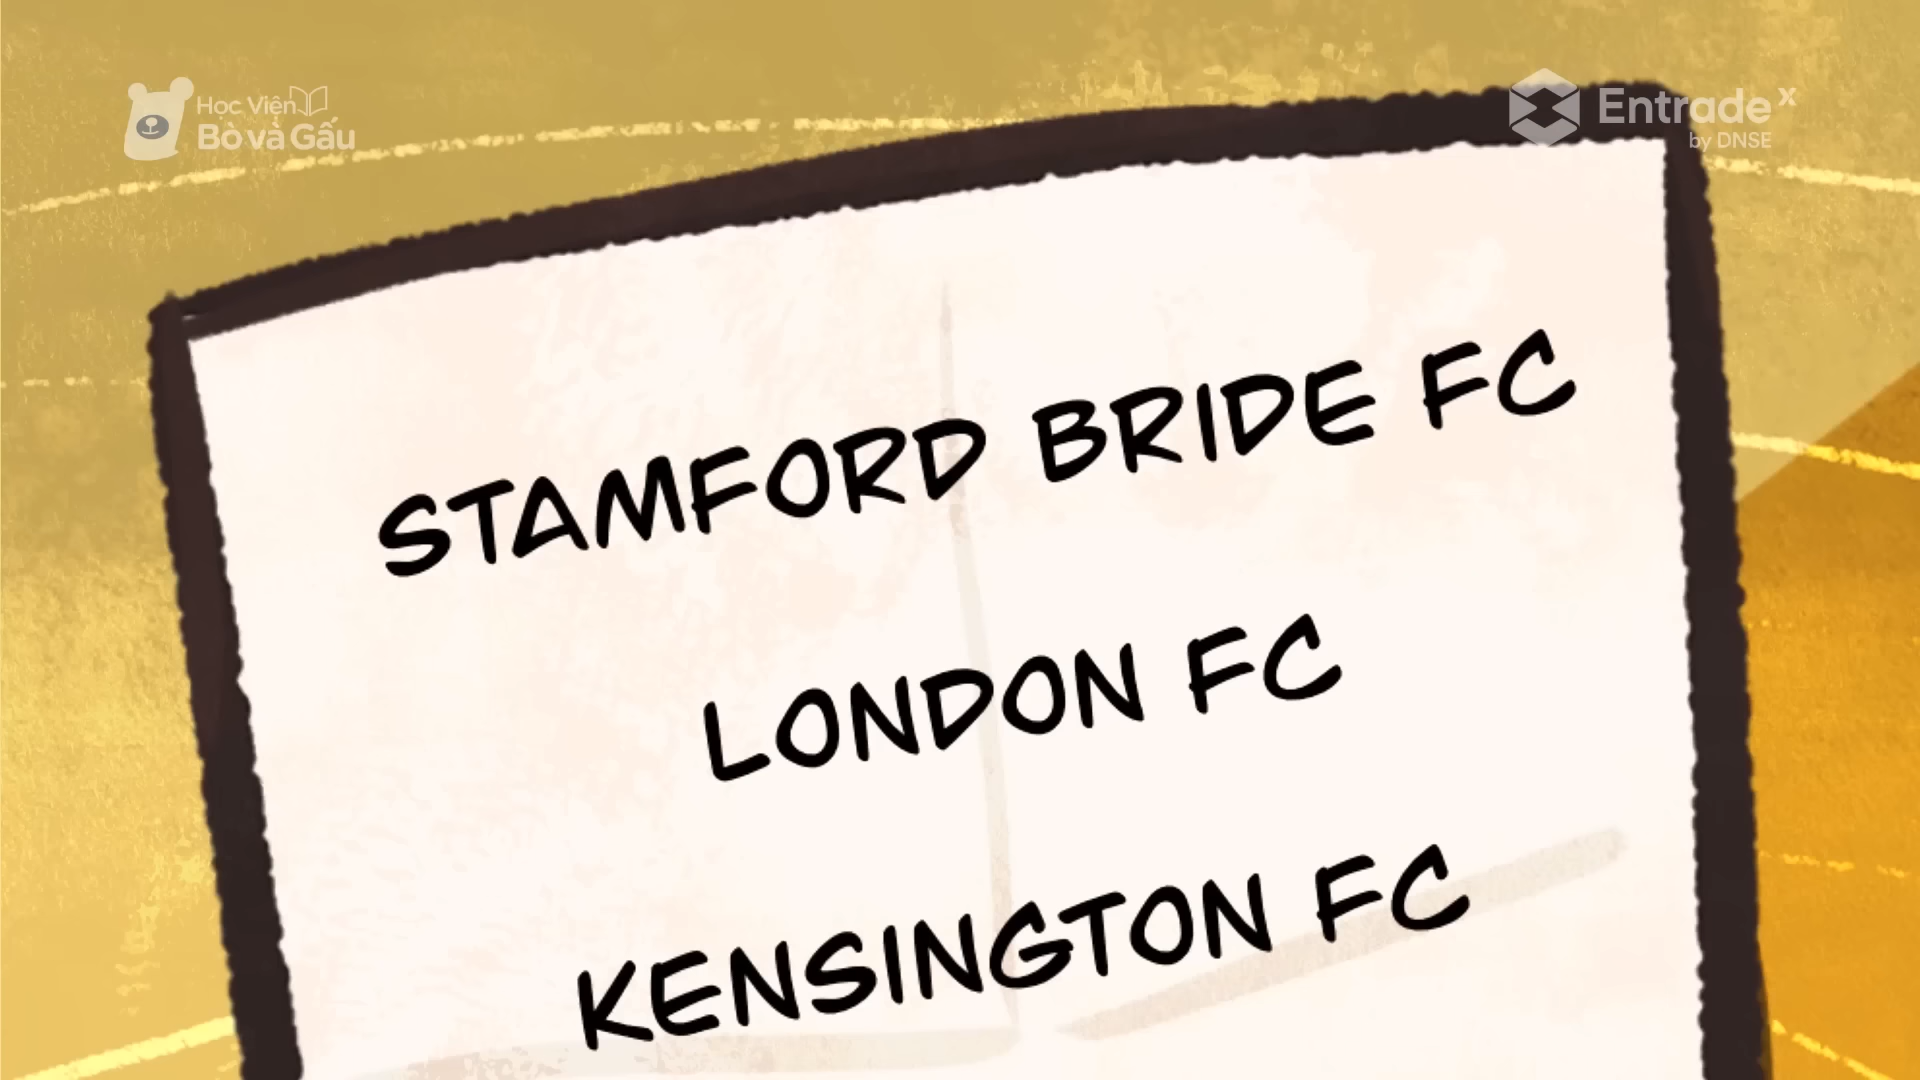 Học Viện
Bò và Gấu
Entrade X
by DNSE
STAMFORD BRIDE FC
LONDON FC
KENSINGTON FC